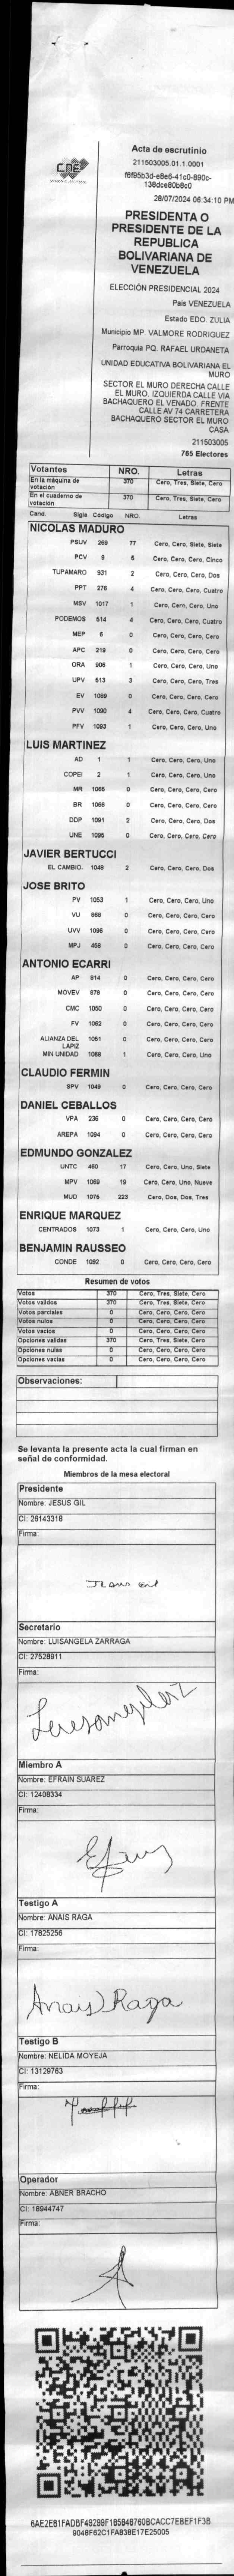 CNE
Acta de escrutinio
211503005.01.1.0001
f6f95b3d-e8e6-41c0-890c-
138dce80b8c0
28/07/2024 06:34:10 PM
PRESIDENTA O
PRESIDENTE DE LA
REPUBLICA
BOLIVARIANA DE
VENEZUELA
ELECCIÓN PRESIDENCIAL 2024
Pais VENEZUELA
Estado EDO. ZULIA
Municipio MP. VALMORE RODRIGUEZ
Parroquia PQ. RAFAEL URDANETA
UNIDAD EDUCATIVA BOLIVARIANA EL
MURO
SECTOR EL MURO DERECHA CALLE
EL MURO. IZQUIERDA CALLE VIA
BACHAQUERO EL VENADO. FRENTE
CALLE AV 74 CARRETERA
BACHAQUERO SECTOR EL MURO
CASA
211503005
765 Electores
Votantes NRO. Letras
En la máquina de votación 370 Cero, Tres, Siete, Cero
En el cuaderno de votación 370 Cero, Tres, Siete, Cero
Cand. Sigla Código NRO. Letras
NICOLAS MADURO
PSUV 269 77 Cero, Cero, Siete, Siete
PCV 9 5 Cero, Cero, Cero, Cinco
TUPAMARO 931 2 Cero, Cero, Cero, Dos
PPT 276 4 Cero, Cero, Cero, Cuatro
MSV 1017 1 Cero, Cero, Cero, Uno
PODEMOS 514 4 Cero, Cero, Cero, Cuatro
MEP 6 0 Cero, Cero, Cero, Cero
APC 219 0 Cero, Cero, Cero, Cero
ORA 906 1 Cero, Cero, Cero, Uno
UPV 513 3 Cero, Cero, Cero, Tres
EV 1089 0 Cero, Cero, Cero, Cero
PVV 1090 4 Cero, Cero, Cero, Cuatro
PFV 1093 1 Cero, Cero, Cero, Uno
LUIS MARTINEZ
AD 1 1 Cero, Cero, Cero, Uno
COPEI 2 1 Cero, Cero, Cero, Uno
MR 1065 0 Cero, Cero, Cero, Cero
BR 1066 0 Cero, Cero, Cero, Cero
DDP 1091 2 Cero, Cero, Cero, Dos
UNE 1095 0 Cero, Cero, Cero, Cero
JAVIER BERTUCCI
EL CAMBIO. 1048 2 Cero, Cero, Cero, Dos
JOSE BRITO
PV 1053 1 Cero, Cero, Cero, Uno
VU 868 0 Cero, Cero, Cero, Cero
UVV 1096 0 Cero, Cero, Cero, Cero
MPJ 458 0 Cero, Cero, Cero, Cero
ANTONIO ECARRI
AP 914 0 Cero, Cero, Cero, Cero
MOVEV 978 0 Cero, Cero, Cero, Cero
CMC 1050 0 Cero, Cero, Cero, Cero
FV 1062 0 Cero, Cero, Cero, Cero
ALIANZA DEL LAPIZ 1051 0 Cero, Cero, Cero, Cero
MIN UNIDAD 1068 1 Cero, Cero, Cero, Uno
CLAUDIO FERMIN
SPV 1049 0 Cero, Cero, Cero, Cero
DANIEL CEBALLOS
VPA 236 0 Cero, Cero, Cero, Cero
AREPA 1094 0 Cero, Cero, Cero, Cero
EDMUNDO GONZALEZ
UNTC 460 17 Cero, Cero, Uno, Siete
MPV 1069 19 Cero, Cero, Uno, Nueve
MUD 1076 223 Cero, Dos, Dos, Tres
ENRIQUE MARQUEZ
CENTRADOS 1073 1 Cero, Cero, Cero, Uno
BENJAMIN RAUSSEO
CONDE 1092 0 Cero, Cero, Cero, Cero
Resumen de votos
Votos 370 Cero, Tres, Siete, Cero
Votos validos 370 Cero, Tres, Siete, Cero
Votos parciales 0 Cero, Cero, Cero, Cero
Votos nulos 0 Cero, Cero, Cero, Cero
Votos vacios 0 Cero, Cero, Cero, Cero
Opciones validas 370 Cero, Tres, Siete, Cero
Opciones nulas 0 Cero, Cero, Cero, Cero
Opciones vacias 0 Cero, Cero, Cero, Cero
Observaciones:
Se levanta la presente acta la cual firman en
señal de conformidad.
Miembros de la mesa electoral
Presidente
Nombre: JESUS GIL
CI: 26143318
Firma:
Jesus Gil
Secretario
Nombre: LUISANGELA ZARRAGA
CI: 27528911
Firma:
Miembro A
Nombre: EFRAIN SUAREZ
CI: 12408334
Firma:
Testigo A
Nombre: ANAIS RAGA
CI: 17825256
Firma:
Anais Raga
Testigo B
Nombre: NELIDA MOYEJA
CI: 13129763
Firma:
Operador
Nombre: ABNER BRACHO
CI: 18944747
Firma: